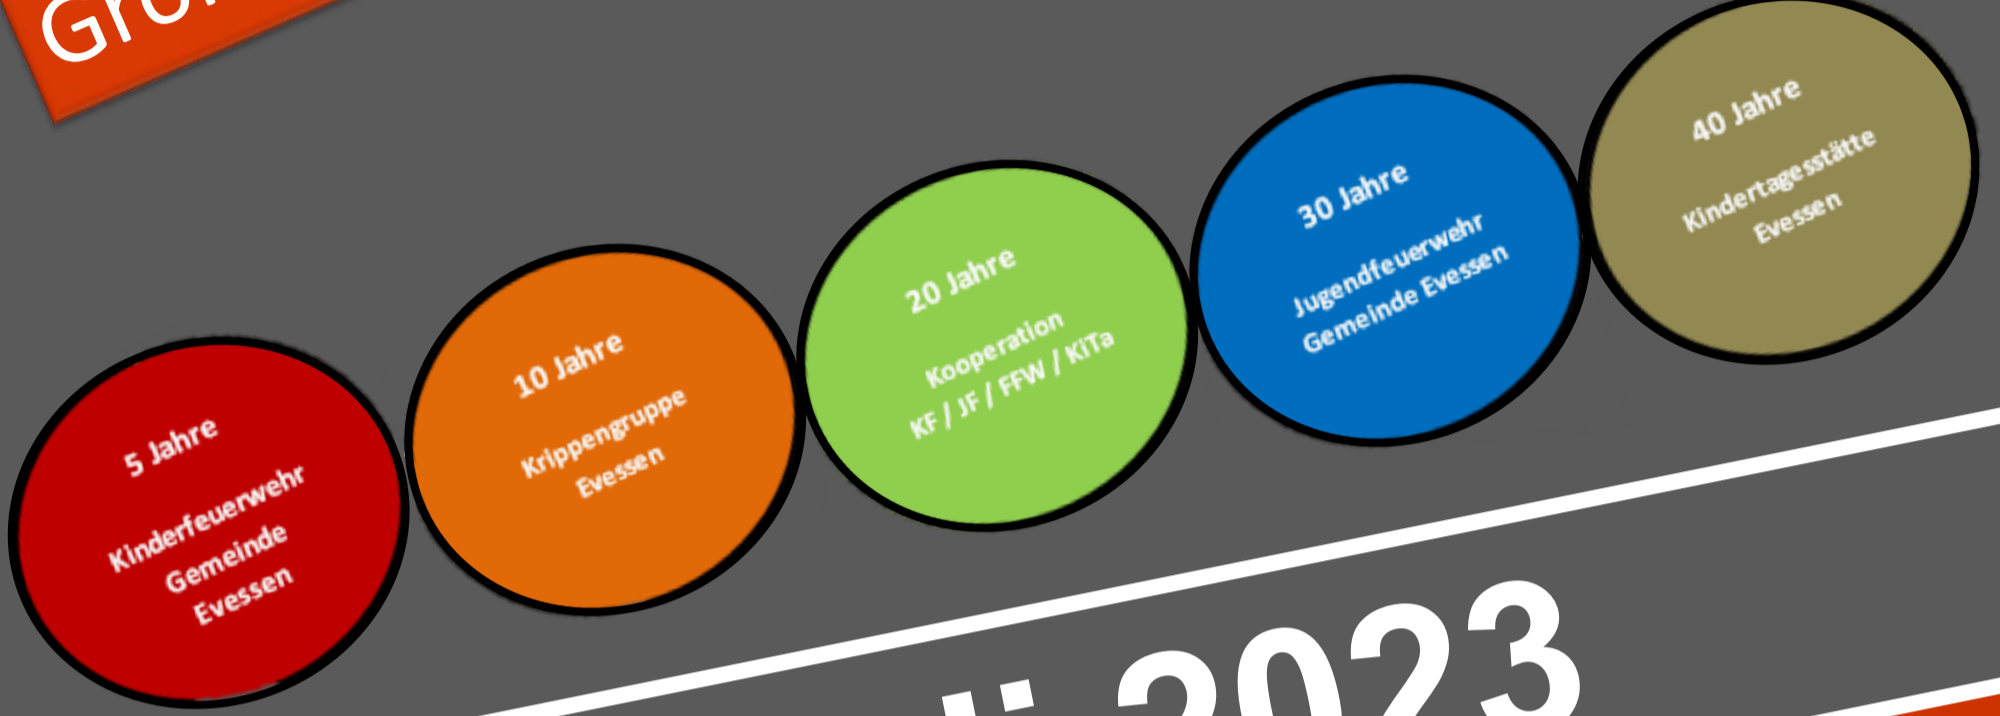 5 Jahre
Kinderfeuerwehr
Gemeinde
Evessen
10 Jahre
Krippengruppe
Evessen
20 Jahre
Kooperation
KF / JF / FFW / KiTa
30 Jahre
Jugendfeuerwehr
Gemeinde Evessen
40 Jahre
Kindertagesstätte
Evessen
2023